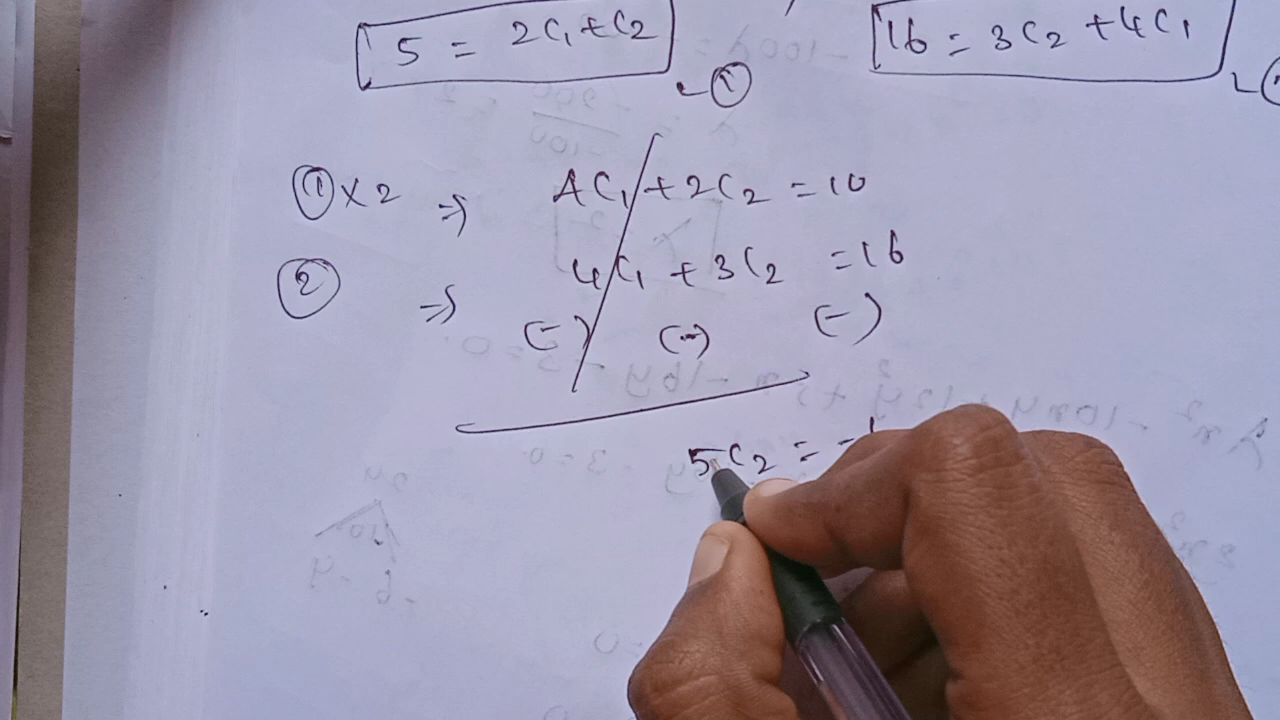 5 = 2C₁+C₂
16 = 3C₂ +4C₁
①
① × 2 ⇒ 4C₁ + 2C₂ = 10
② ⇒ 4C₁ + 3C₂ = 16
(-) (-) (-)
5C₂ = -